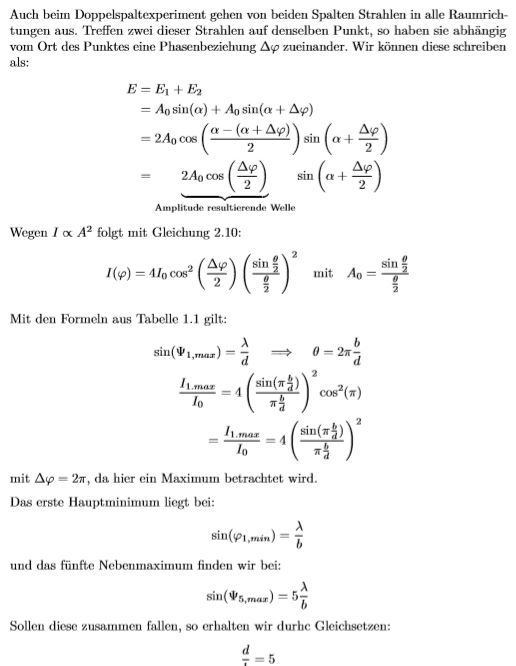 Auch beim Doppelspaltexperiment gehen von beiden Spalten Strahlen in alle Raumrich-
tungen aus. Treffen zwei dieser Strahlen auf denselben Punkt, so haben sie abhängig
vom Ort des Punktes eine Phasenbeziehung Δφ zueinander. Wir können diese schreiben
als:
E = E₁ + E₂
= A₀ sin(α) + A₀ sin(α + Δφ)
= 2A₀ cos ( (α − (α + Δφ)) / 2 ) sin ( α + Δφ/2 )
= 2A₀ cos ( Δφ/2 ) sin ( α + Δφ/2 )
Amplitude resultierende Welle
Wegen I ∝ A² folgt mit Gleichung 2.10:
I(φ) = 4I₀ cos² ( Δφ/2 ) ( sin(θ/2) / (θ/2) )² mit A₀ = sin(θ/2) / (θ/2)
Mit den Formeln aus Tabelle 1.1 gilt:
sin(Ψ₁,max) = λ/d ⟹ θ = 2π b/d
I₁.max / I₀ = 4 ( sin(π b/d) / (π b/d) )² cos²(π)
= I₁.max / I₀ = 4 ( sin(π b/d) / (π b/d) )²
mit Δφ = 2π, da hier ein Maximum betrachtet wird.
Das erste Hauptminimum liegt bei:
sin(φ₁,min) = λ/b
und das fünfte Nebenmaximum finden wir bei:
sin(Ψ₅,max) = 5 λ/b
Sollen diese zusammen fallen, so erhalten wir durhc Gleichsetzen:
d/b = 5